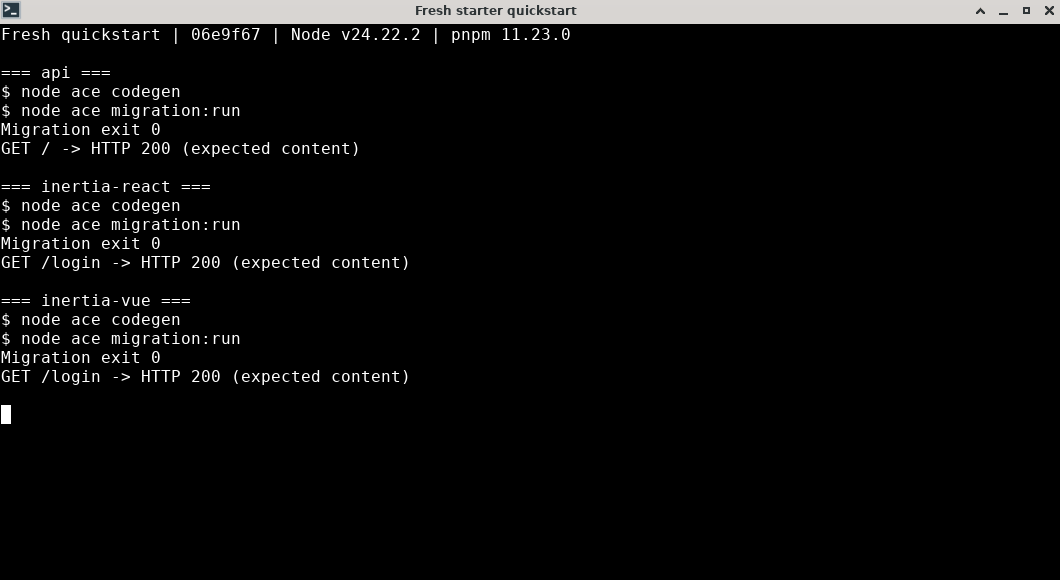 Fresh starter quickstart
Fresh quickstart | 06e9f67 | Node v24.22.2 | pnpm 11.23.0
=== api ===
$ node ace codegen
$ node ace migration:run
Migration exit 0
GET / -> HTTP 200 (expected content)
=== inertia-react ===
$ node ace codegen
$ node ace migration:run
Migration exit 0
GET /login -> HTTP 200 (expected content)
=== inertia-vue ===
$ node ace codegen
$ node ace migration:run
Migration exit 0
GET /login -> HTTP 200 (expected content)